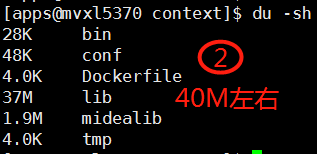 [apps@mvxl5370 context]$ du -sh
28K bin
48K conf
4.0K Dockerfile
37M lib
1.9M midealib
4.0K tmp
②
40M左右